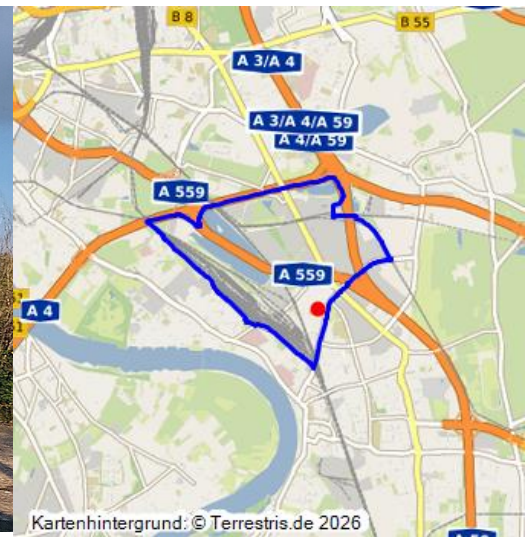 B 8
B 55
A 3/A 4
A 3/A 4/A 59
A 4/A 59
A 559
A 559
A 4
Kartenhintergrund: © Terrestris.de 2026